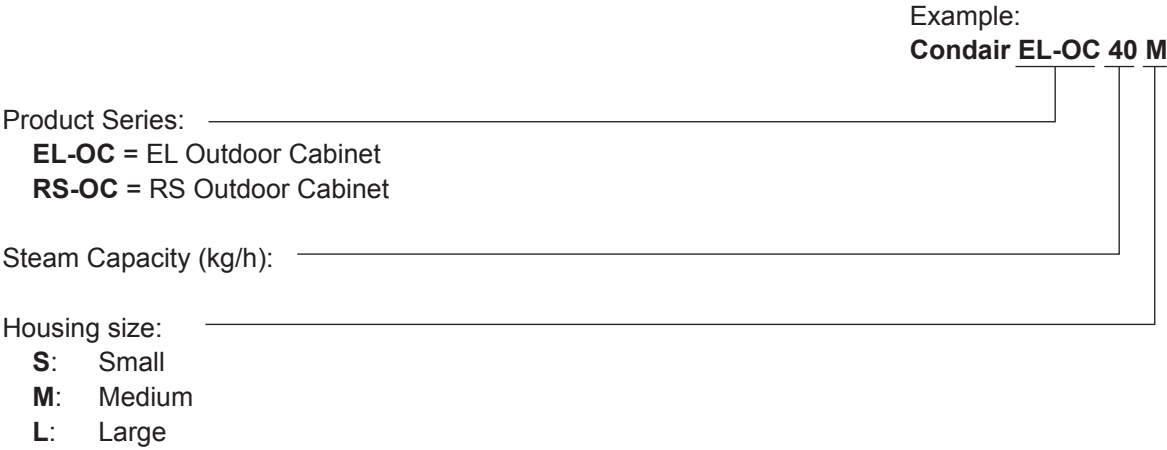 Example:
Condair EL-OC 40 M
Product Series:
EL-OC = EL Outdoor Cabinet
RS-OC = RS Outdoor Cabinet
Steam Capacity (kg/h):
Housing size:
S: Small
M: Medium
L: Large